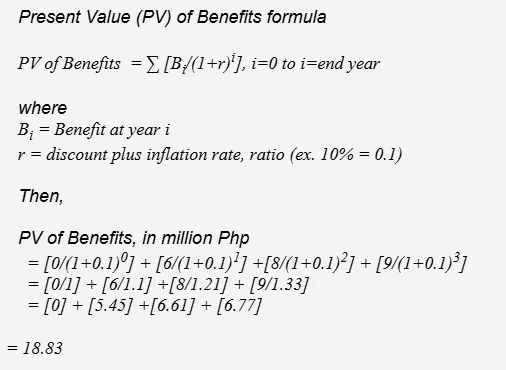 Present Value (PV) of Benefits formula
PV of Benefits = ∑ [Bᵢ/(1+r)ⁱ], i=0 to i=end year
where
Bᵢ = Benefit at year i
r = discount plus inflation rate, ratio (ex. 10% = 0.1)
Then,
PV of Benefits, in million Php
= [0/(1+0.1)⁰] + [6/(1+0.1)¹] +[8/(1+0.1)²] + [9/(1+0.1)³]
= [0/1] + [6/1.1] +[8/1.21] + [9/1.33]
= [0] + [5.45] +[6.61] + [6.77]
= 18.83